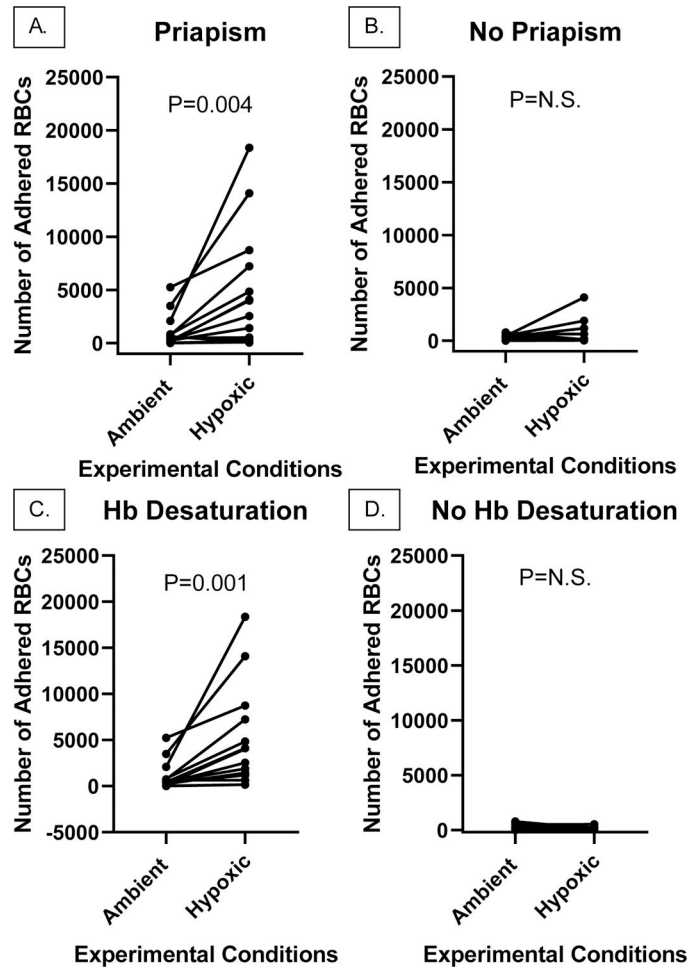 A.
Priapism
Number of Adhered RBCs
25000
20000
15000
10000
5000
0
P=0.004
Ambient
Hypoxic
Experimental Conditions
B.
No Priapism
Number of Adhered RBCs
25000
20000
15000
10000
5000
0
P=N.S.
Ambient
Hypoxic
Experimental Conditions
C.
Hb Desaturation
Number of Adhered RBCs
25000
20000
15000
10000
5000
0
-5000
P=0.001
Ambient
Hypoxic
Experimental Conditions
D.
No Hb Desaturation
Number of Adhered RBCs
25000
20000
15000
10000
5000
0
P=N.S.
Ambient
Hypoxic
Experimental Conditions